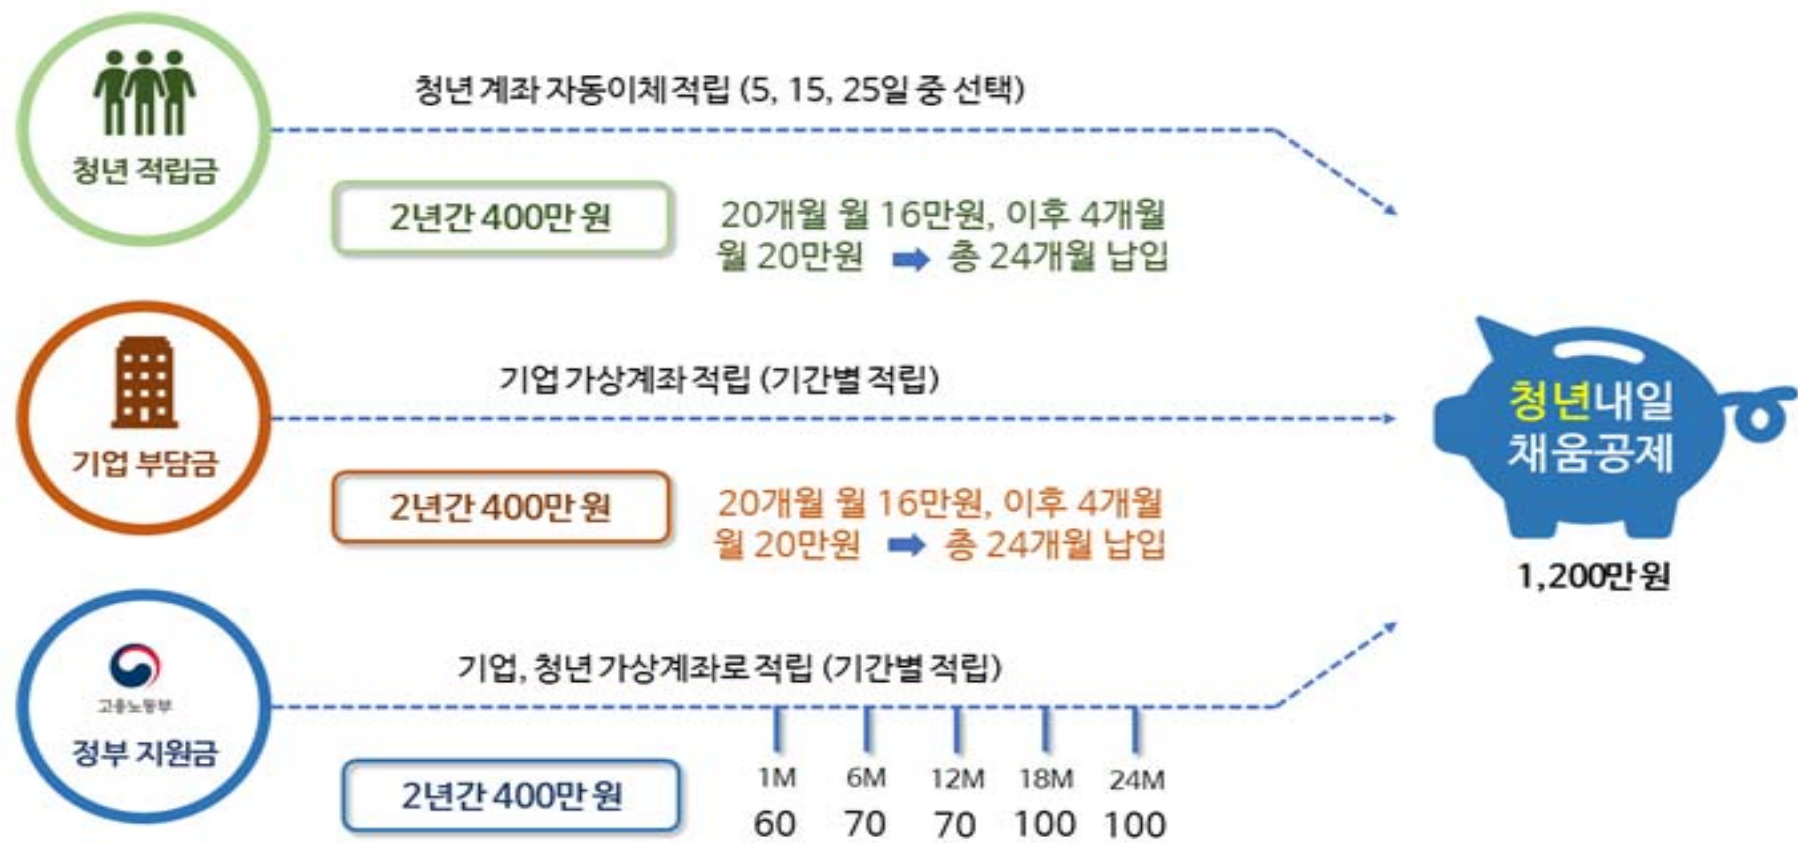 청년 계좌 자동이체 적립 (5, 15, 25일 중 선택)
청년 적립금
2년간 400만 원
20개월 월 16만원, 이후 4개월
월 20만원 총 24개월 납입
기업 가상계좌 적립 (기간별 적립)
기업 부담금
2년간 400만 원
20개월 월 16만원, 이후 4개월
월 20만원 총 24개월 납입
청년내일
채움공제
1,200만 원
기업, 청년 가상계좌로 적립 (기간별 적립)
고용노동부
정부 지원금
2년간 400만 원
1M 6M 12M 18M 24M
60 70 70 100 100